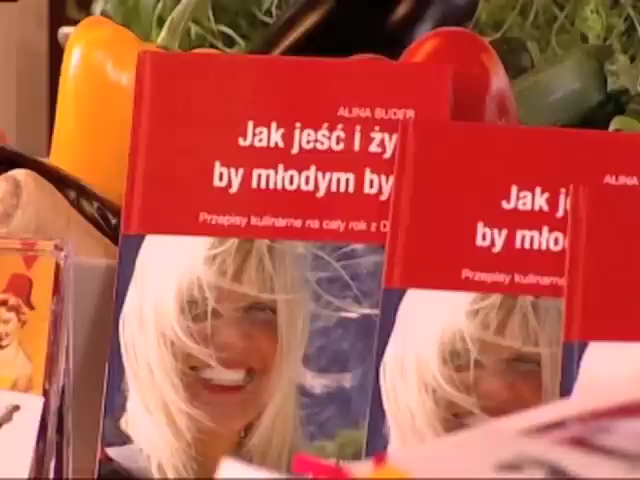 ALINA BUDER
Jak jeść i ży
by młodym by
Przepisy kulinarne na cały rok z D
Jak j
by mło
Przepisy kulinarne
ALINA